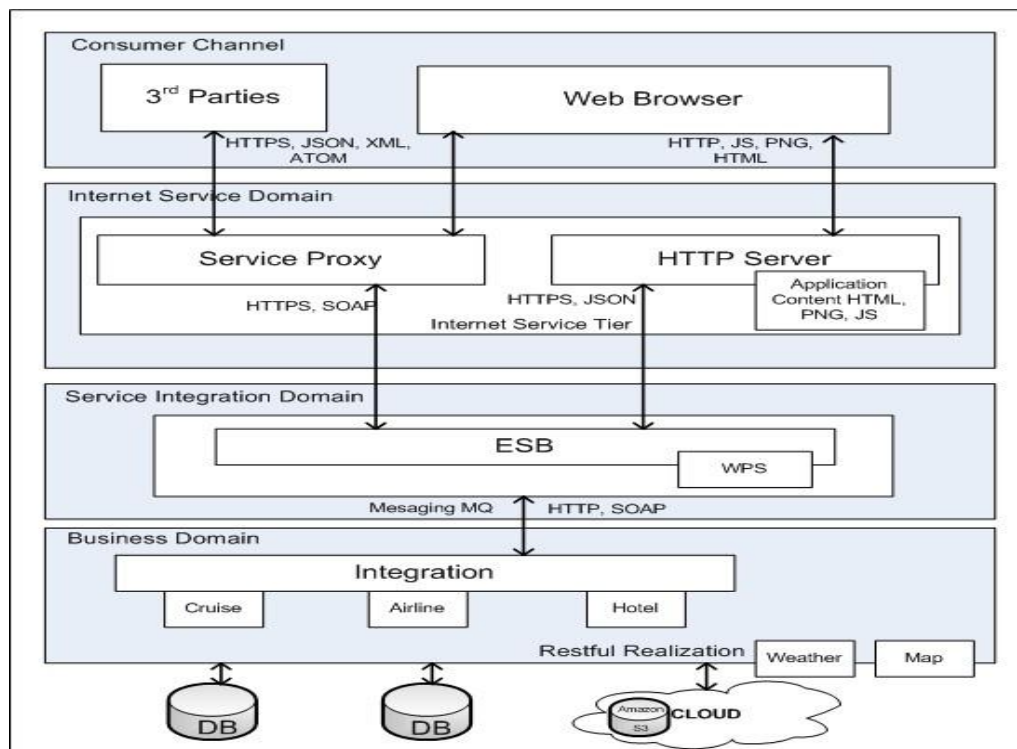 Consumer Channel
3rd Parties
Web Browser
HTTPS, JSON, XML,
ATOM
HTTP, JS, PNG,
HTML
Internet Service Domain
Service Proxy
HTTP Server
Application
Content HTML,
PNG, JS
HTTPS, SOAP
HTTPS, JSON
Internet Service Tier
Service Integration Domain
ESB
WPS
Mesaging MQ
HTTP, SOAP
Business Domain
Integration
Cruise
Airline
Hotel
Restful Realization
Weather
Map
DB
DB
Amazon
S3
CLOUD